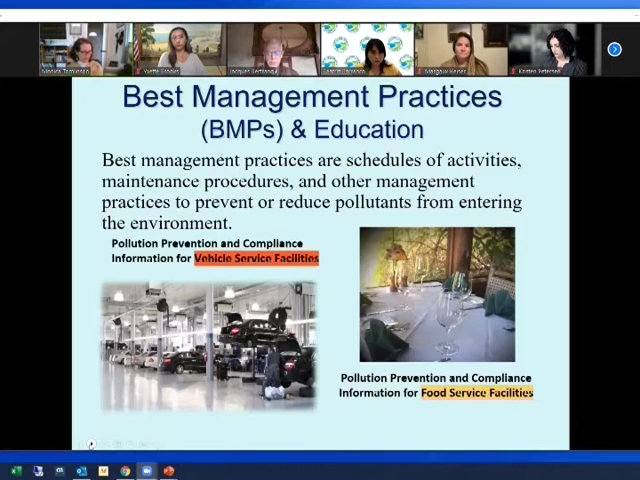 Monica Tomlinson
Best Management Practices
(BMPs) & Education
Best management practices are schedules of activities,
maintenance procedures, and other management
practices to prevent or reduce pollutants from entering
the environment.
Pollution Prevention and Compliance
Information for Vehicle Service Facilities
Pollution Prevention and Compliance
Information for Food Service Facilities